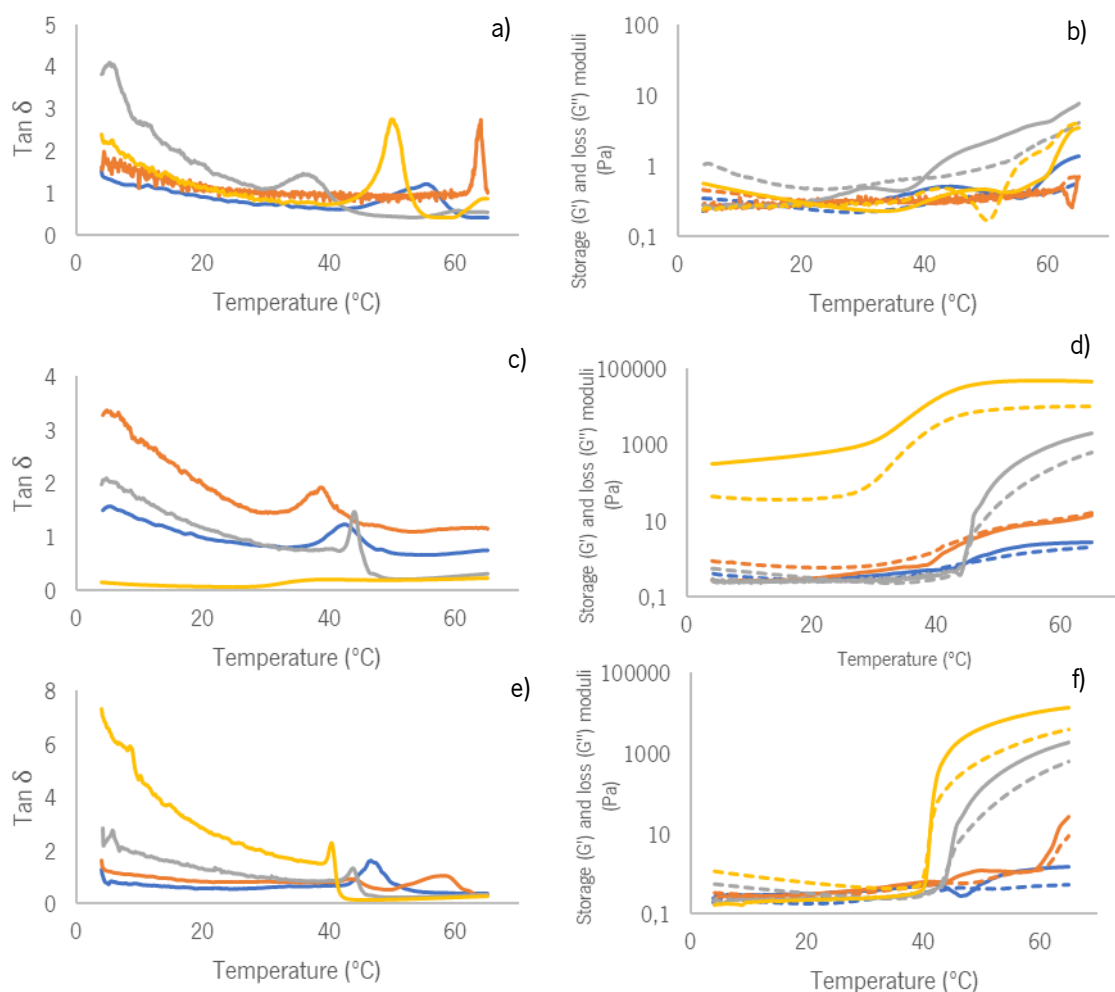 a)
5
4
3
2
1
0
Tan δ
0
20
40
60
Temperature (°C)
b)
100
10
1
0,1
Storage (G') and loss (G") moduli
(Pa)
0
20
40
60
Temperature (°C)
c)
4
3
2
1
0
Tan δ
0
20
40
60
Temperature (°C)
d)
100000
1000
10
0,1
Storage (G') and loss (G") moduli
(Pa)
0
20
40
60
Temperature (°C)
e)
8
6
4
2
0
Tan δ
0
20
40
60
Temperature (°C)
f)
100000
1000
10
0,1
Storage (G') and loss (G") moduli
(Pa)
0
20
40
60
Temperature (°C)